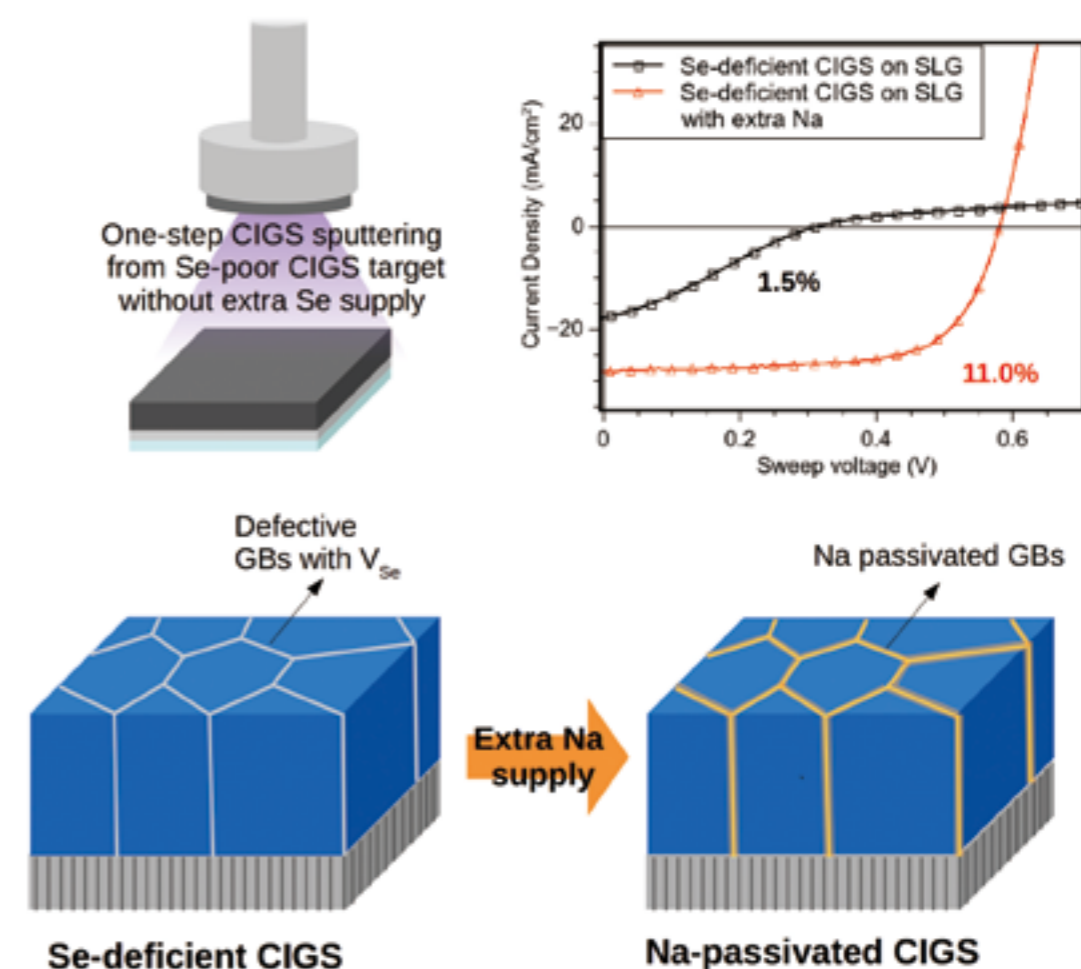 One-step CIGS sputtering
from Se-poor CIGS target
without extra Se supply
Se-deficient CIGS on SLG
Se-deficient CIGS on SLG
with extra Na
Current Density (mA/cm²)
20
0
−20
1.5%
11.0%
0
0.2
0.4
0.6
Sweep voltage (V)
Defective
GBs with V_Se
Na passivated GBs
Extra Na
supply
Se-deficient CIGS
Na-passivated CIGS